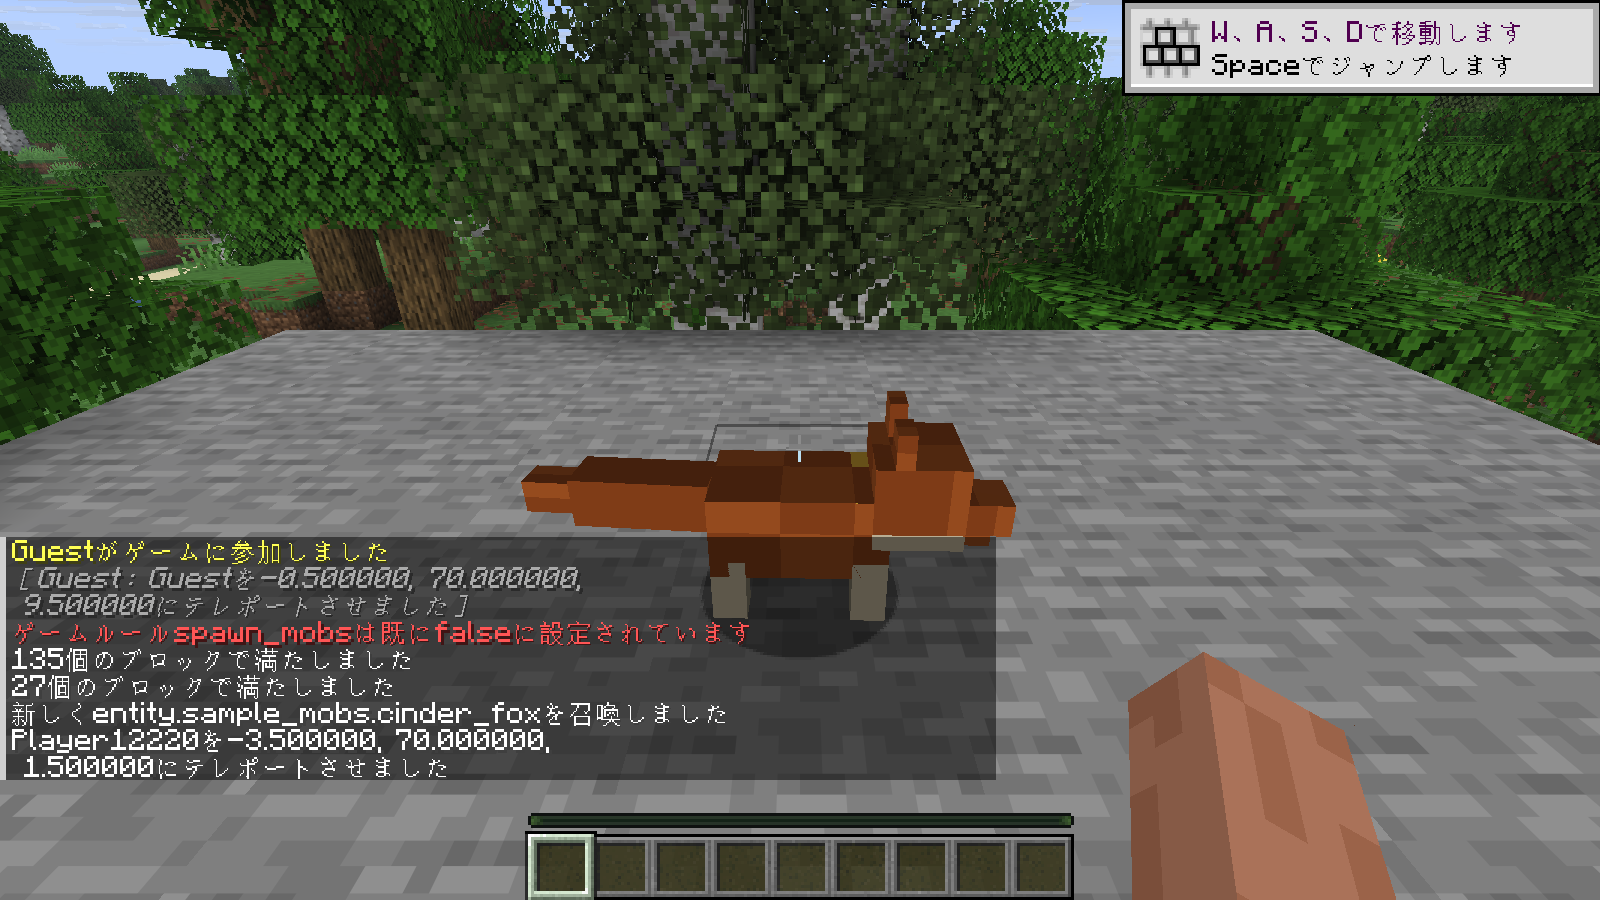 W、A、S、Dで移動します
Spaceでジャンプします
Guestがゲームに参加しました
[Guest: Guestを-0.500000, 70.000000,
9.500000にテレポートさせました]
ゲームルールspawn_mobsは既にfalseに設定されています
135個のブロックで満たしました
27個のブロックで満たしました
新しくentity.sample_mobs.cinder_foxを召喚しました
Player12220を-3.500000, 70.000000,
1.500000にテレポートさせました